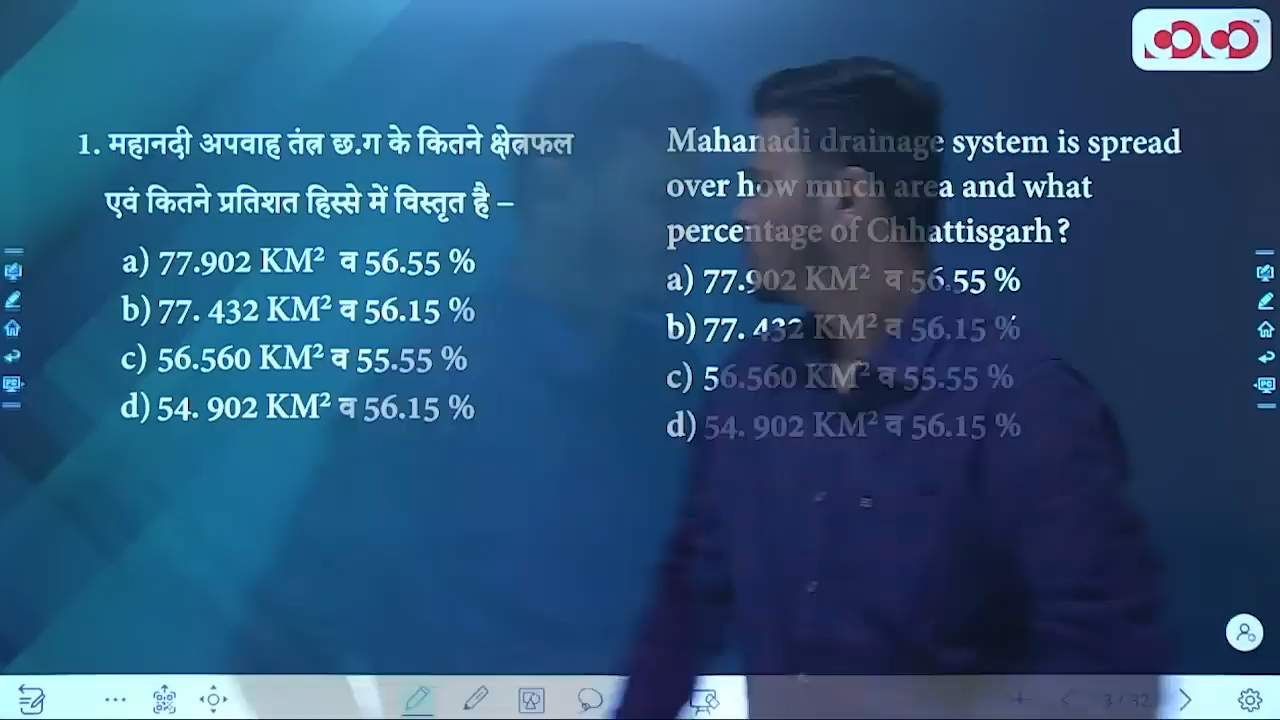 1. महानदी अपवाह तंत्र छ.ग के कितने क्षेत्रफल
एवं कितने प्रतिशत हिस्से में विस्तृत है –
a) 77.902 KM² व 56.55 %
b) 77. 432 KM² व 56.15 %
c) 56.560 KM² व 55.55 %
d) 54. 902 KM² व 56.15 %
Mahanadi drainage system is spread
over how much area and what
percentage of Chhattisgarh?
a) 77.902 KM² व 56.55 %
b) 77. 432 KM² व 56.15 %
c) 56.560 KM² व 55.55 %
d) 54. 902 KM² व 56.15 %
3 / 32